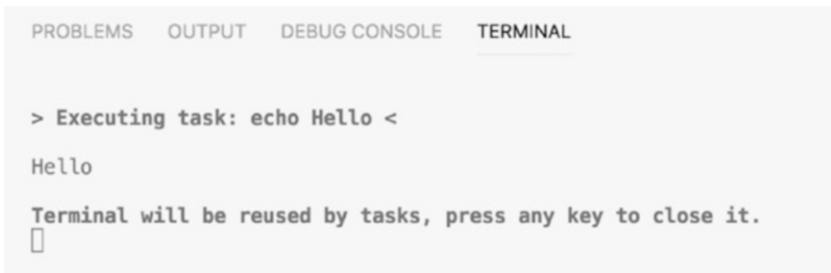 PROBLEMS OUTPUT DEBUG CONSOLE TERMINAL
> Executing task: echo Hello <
Hello
Terminal will be reused by tasks, press any key to close it.